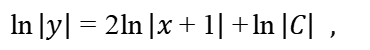 ln|y| = 2ln|x + 1| + ln|C| ,